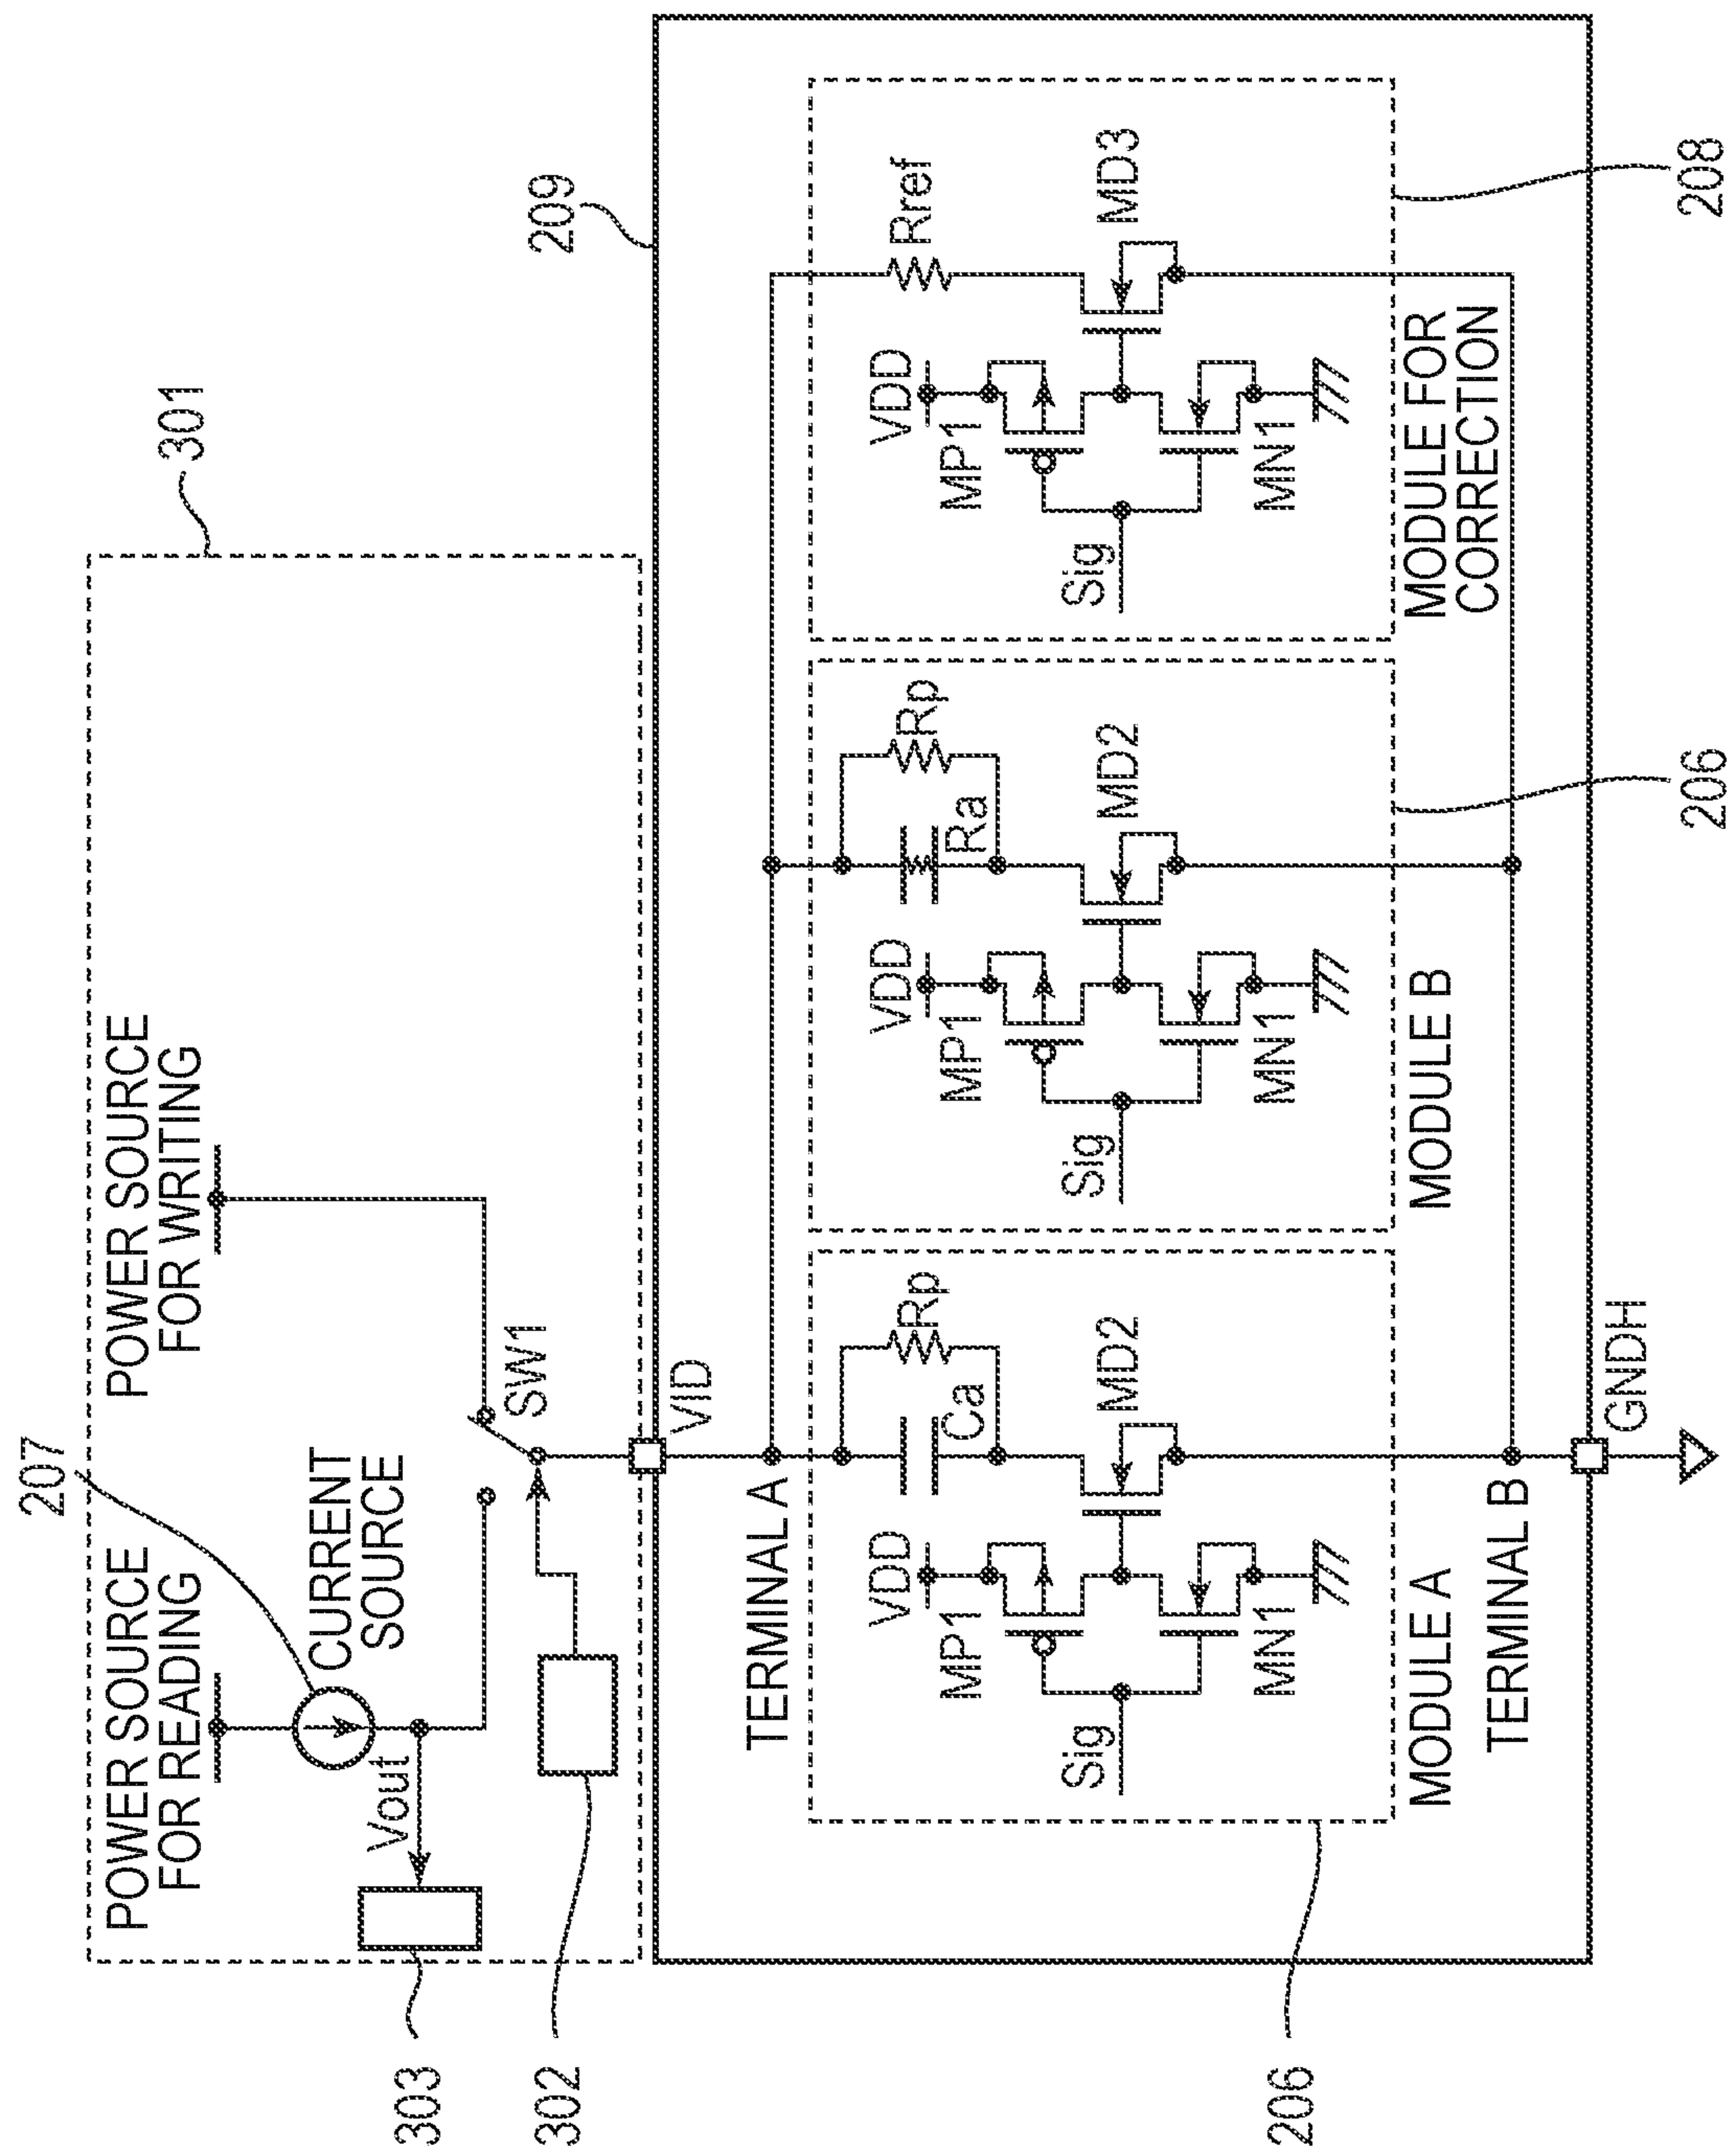 301
POWER SOURCE
FOR READING
POWER SOURCE
FOR WRITING
207
CURRENT
SOURCE
Vout
SW1
303
302
209
VID
TERMINAL A
VDD
MP1
Sig
MN1
Ca
Rp
MD2
MODULE A
206
VDD
MP1
Sig
MN1
Ra
Rp
MD2
MODULE B
206
VDD
MP1
Sig
MN1
Rref
MD3
MODULE FOR
CORRECTION
208
TERMINAL B
GNDH